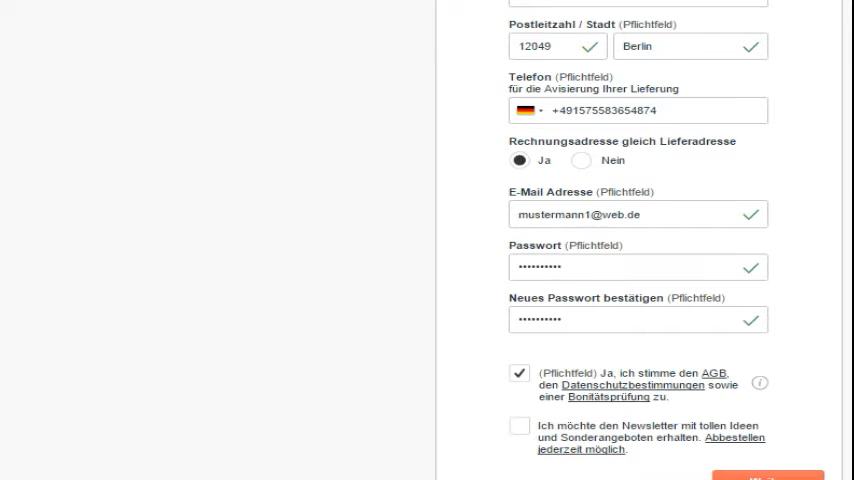 Postleitzahl / Stadt (Pflichtfeld)
12049 Berlin
Telefon (Pflichtfeld)
für die Avisierung Ihrer Lieferung
+491575583654874
Rechnungsadresse gleich Lieferadresse
Ja Nein
E-Mail Adresse (Pflichtfeld)
mustermann1@web.de
Passwort (Pflichtfeld)
••••••••••
Neues Passwort bestätigen (Pflichtfeld)
••••••••••
(Pflichtfeld) Ja, ich stimme den AGB,
den Datenschutzbestimmungen sowie
einer Bonitätsprüfung zu.
i
Ich möchte den Newsletter mit tollen Ideen
und Sonderangeboten erhalten. Abbestellen
jederzeit möglich.